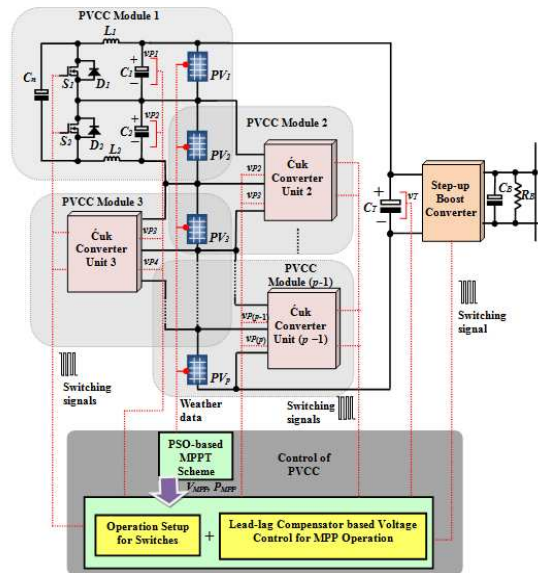 PVCC Module 1
L1
vP1
+
C1
−
S1
D1
PV1
Cn
vP2
+
C2
−
S2
D2
L2
PV2
PVCC Module 2
vP2
vP3
Ćuk
Converter
Unit 2
+
CT
−
vT
Step-up
Boost
Converter
CB
RB
PVCC Module 3
Ćuk
Converter
Unit 3
vP3
vP4
PV3
PVCC
Module (p-1)
vP(p-1)
vP(p)
Ćuk
Converter
Unit (p −1)
PVp
Switching
signal
Switching
signals
Weather
data
Switching
signals
PSO-based
MPPT
Scheme
Control of
PVCC
VMPP, PMPP
Operation Setup
for Switches
+
Lead-lag Compensator based Voltage
Control for MPP Operation